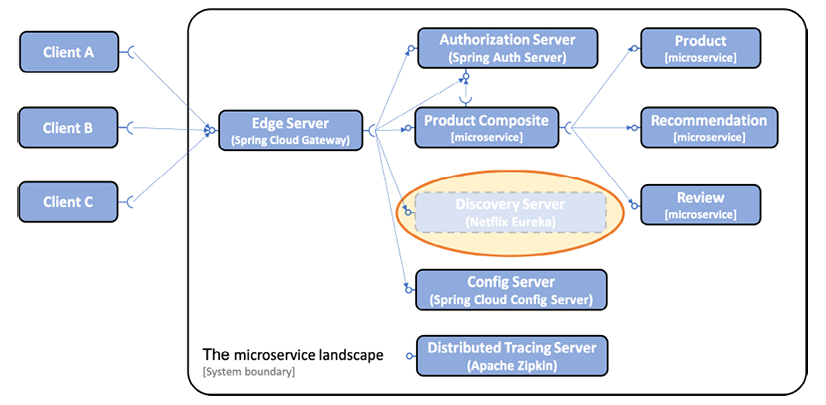 Client A
Client B
Client C
Edge Server
(Spring Cloud Gateway)
Authorization Server
(Spring Auth Server)
Product Composite
[microservice]
Discovery Server
(Netflix Eureka)
Config Server
(Spring Cloud Config Server)
Distributed Tracing Server
(Apache Zipkin)
Product
[microservice]
Recommendation
[microservice]
Review
[microservice]
The microservice landscape
[System boundary]